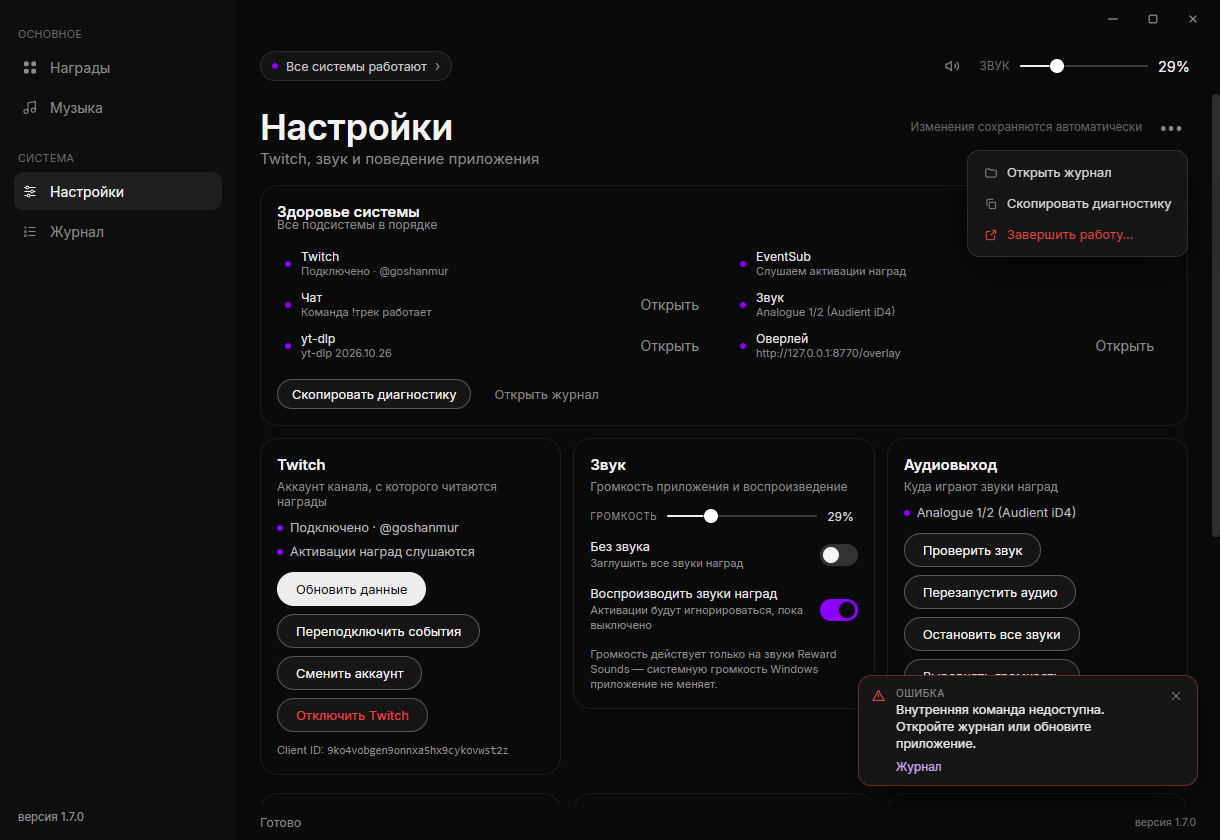 ОСНОВНОЕ
Награды
Музыка
СИСТЕМА
Настройки
Журнал
версия 1.7.0
Все системы работают ›
ЗВУК
29%
Настройки
Twitch, звук и поведение приложения
Изменения сохраняются автоматически
Открыть журнал
Скопировать диагностику
Завершить работу...
Здоровье системы
Все подсистемы в порядке
Twitch
Подключено · @goshanmur
EventSub
Слушаем активации наград
Чат
Команда !трек работает
Открыть
Звук
Analogue 1/2 (Audient iD4)
yt-dlp
yt-dlp 2026.10.26
Открыть
Оверлей
http://127.0.0.1:8770/overlay
Открыть
Скопировать диагностику
Открыть журнал
Twitch
Аккаунт канала, с которого читаются
награды
Подключено · @goshanmur
Активации наград слушаются
Обновить данные
Переподключить события
Сменить аккаунт
Отключить Twitch
Client ID: 9ko4vobgen9onnxa5hx9cykovwst2z
Звук
Громкость приложения и воспроизведение
ГРОМКОСТЬ
29%
Без звука
Заглушить все звуки наград
Воспроизводить звуки наград
Активации будут игнорироваться, пока
выключено
Громкость действует только на звуки Reward
Sounds — системную громкость Windows
приложение не меняет.
Аудиовыход
Куда играют звуки наград
Analogue 1/2 (Audient iD4)
Проверить звук
Перезапустить аудио
Остановить все звуки
ОШИБКА
Внутренняя команда недоступна.
Откройте журнал или обновите
приложение.
Журнал
Готово
версия 1.7.0